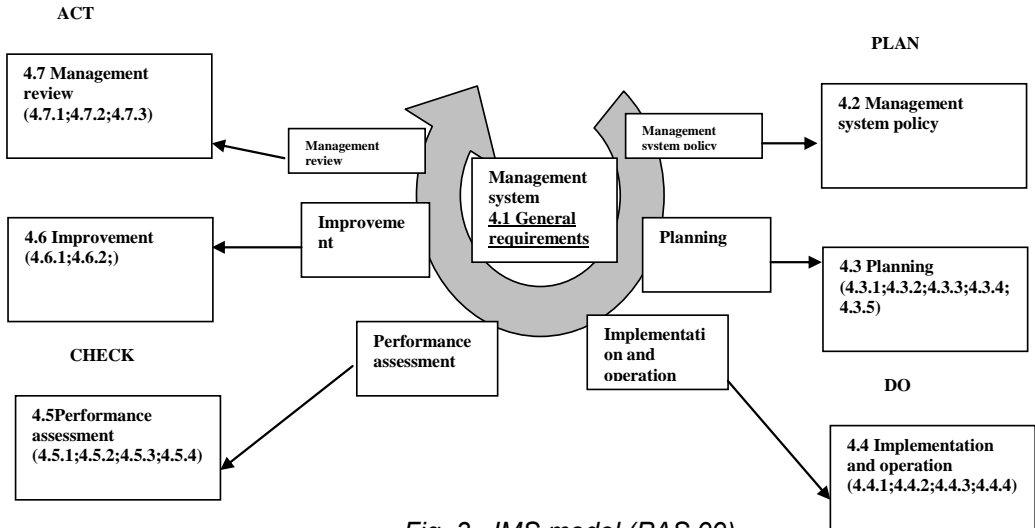 ACT
4.7 Management
review
(4.7.1;4.7.2;4.7.3)
Management
review
PLAN
4.2 Management
system policy
Management
system policy
Management
system
4.1 General
requirements
4.6 Improvement
(4.6.1;4.6.2;)
Improveme
nt
Planning
4.3 Planning
(4.3.1;4.3.2;4.3.3;4.3.4;
4.3.5)
CHECK
Performance
assessment
Implementati
on and
operation
DO
4.5Performance
assessment
(4.5.1;4.5.2;4.5.3;4.5.4)
4.4 Implementation
and operation
(4.4.1;4.4.2;4.4.3;4.4.4)